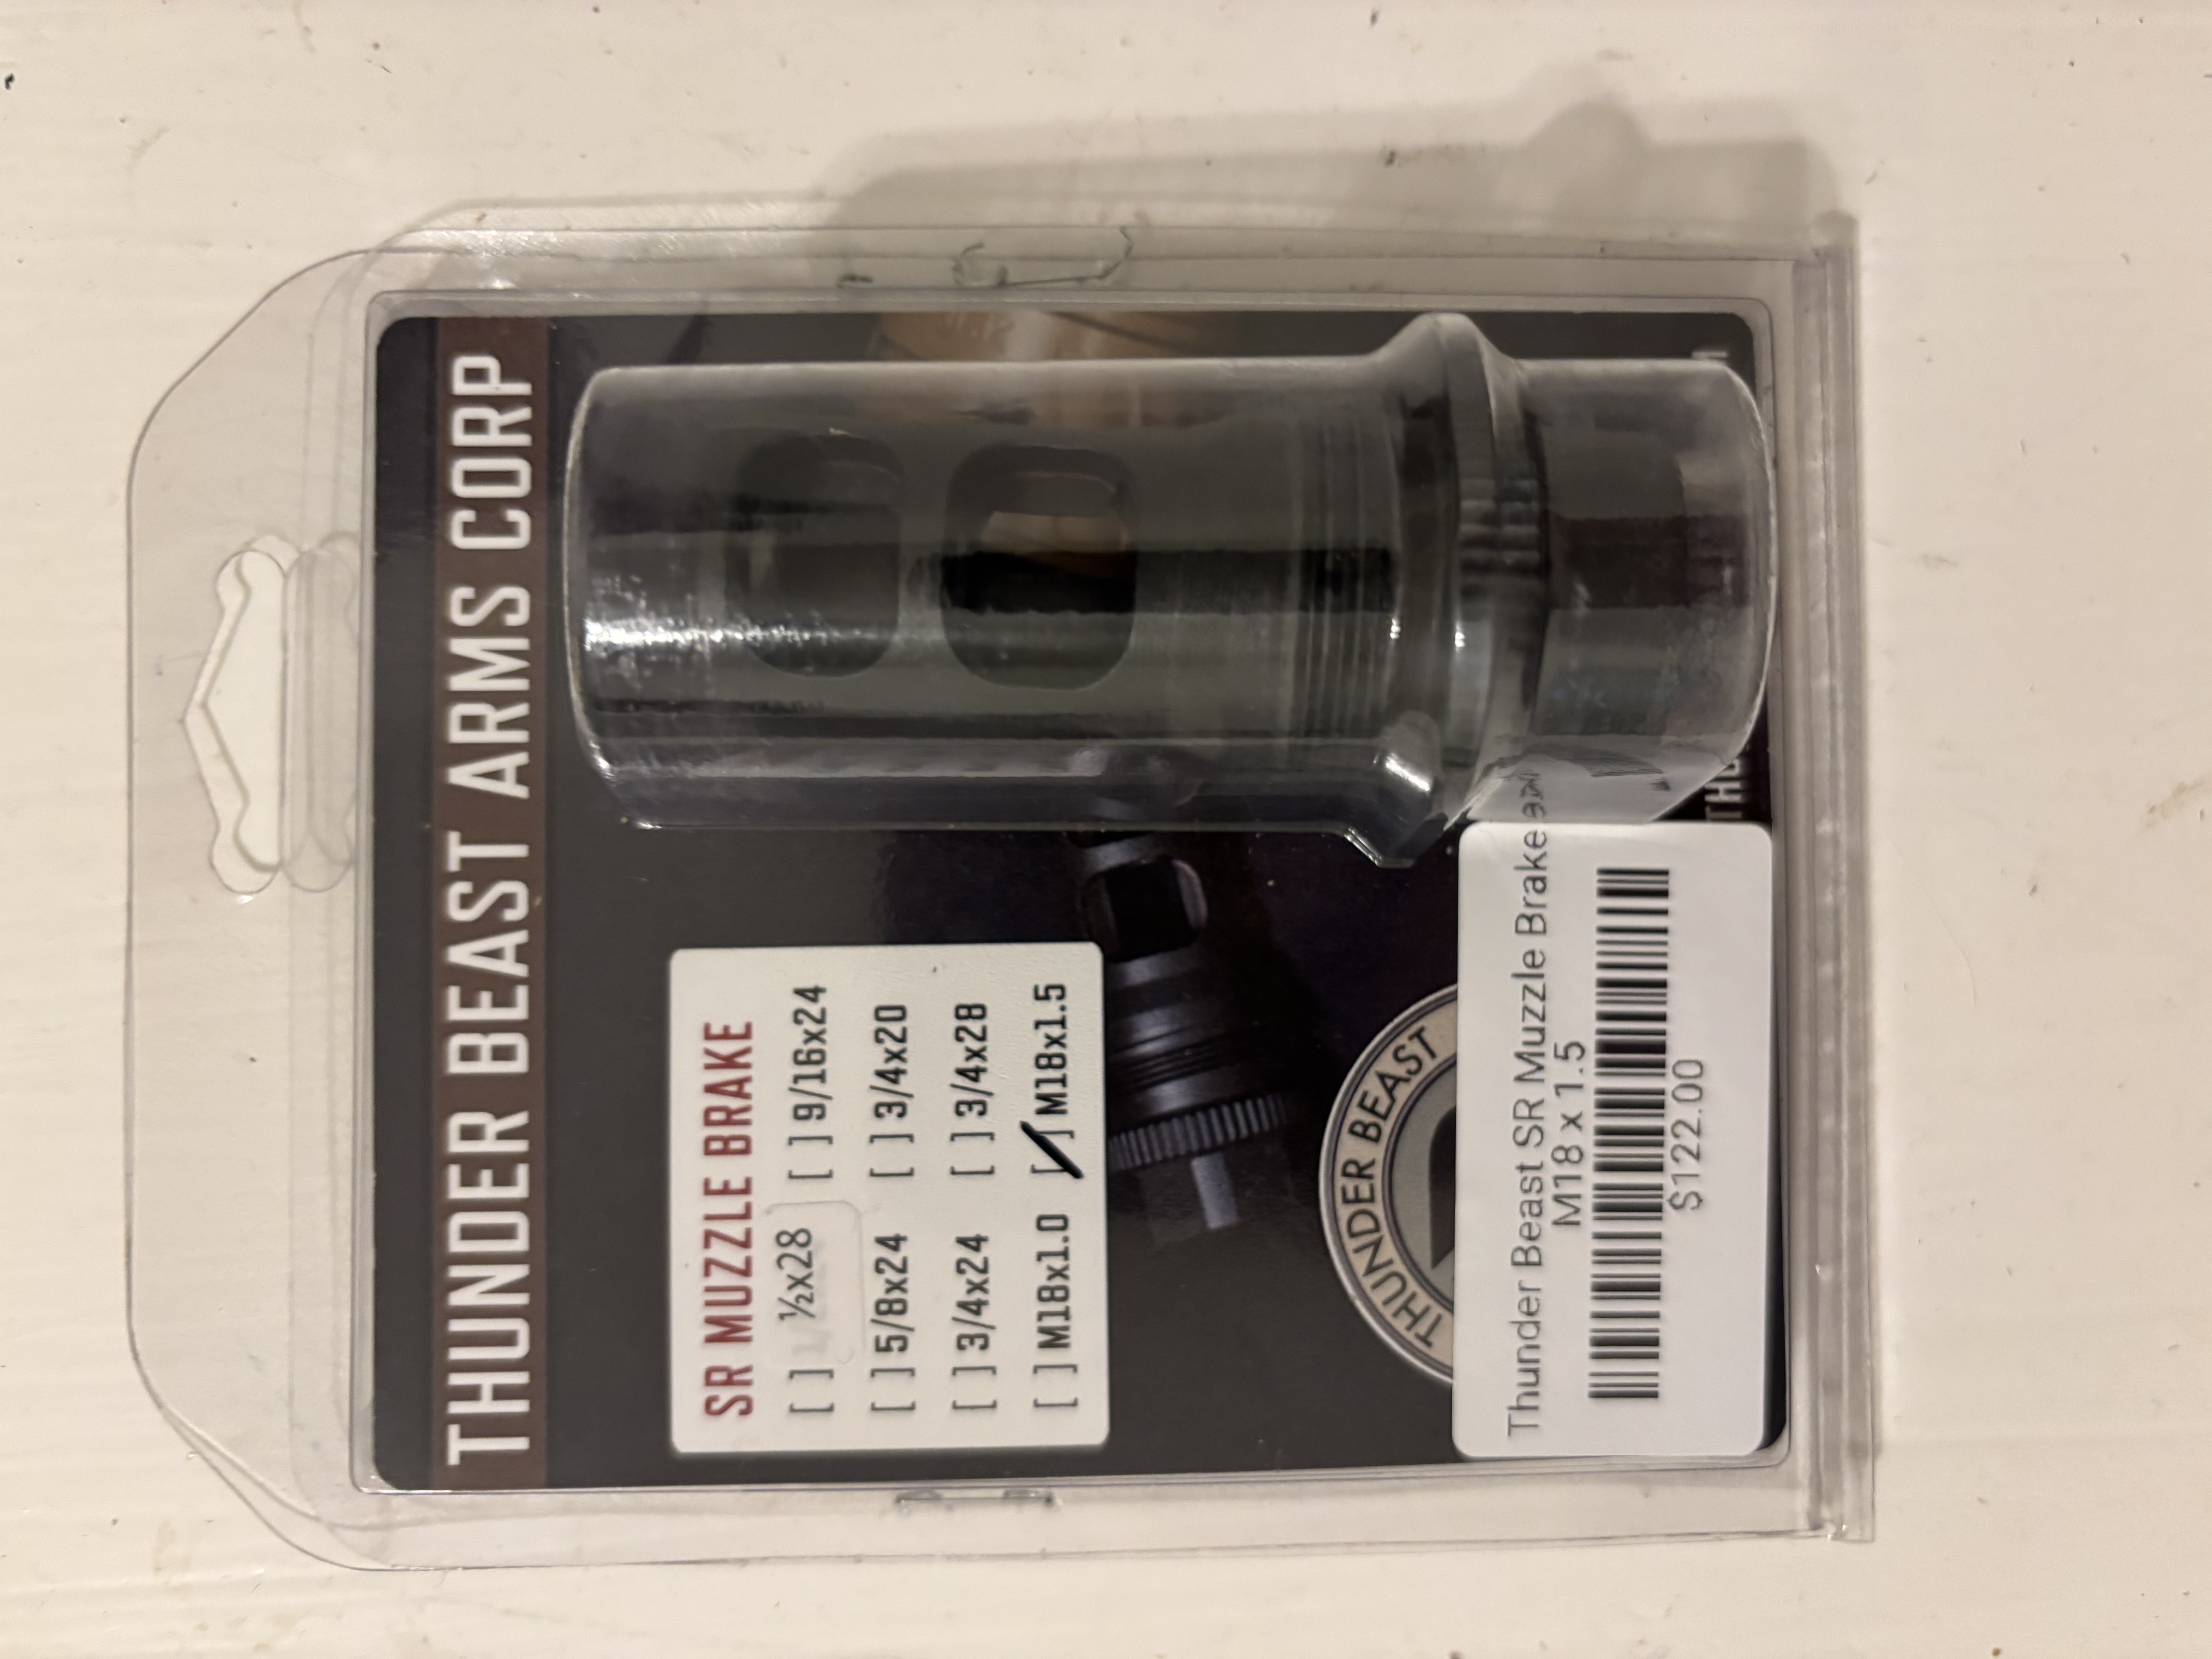 THUNDER BEAST ARMS CORP
SR MUZZLE BRAKE
[ ] ½x28 [ ] 9/16x24
[ ] 5/8x24 [ ] 3/4x20
[ ] 3/4x24 [ ] 3/4x28
[ ] M18x1.0 [/] M18x1.5
THUNDER BEAST
Thunder Beast SR Muzzle Brake
M18 x 1.5
$122.00
THU